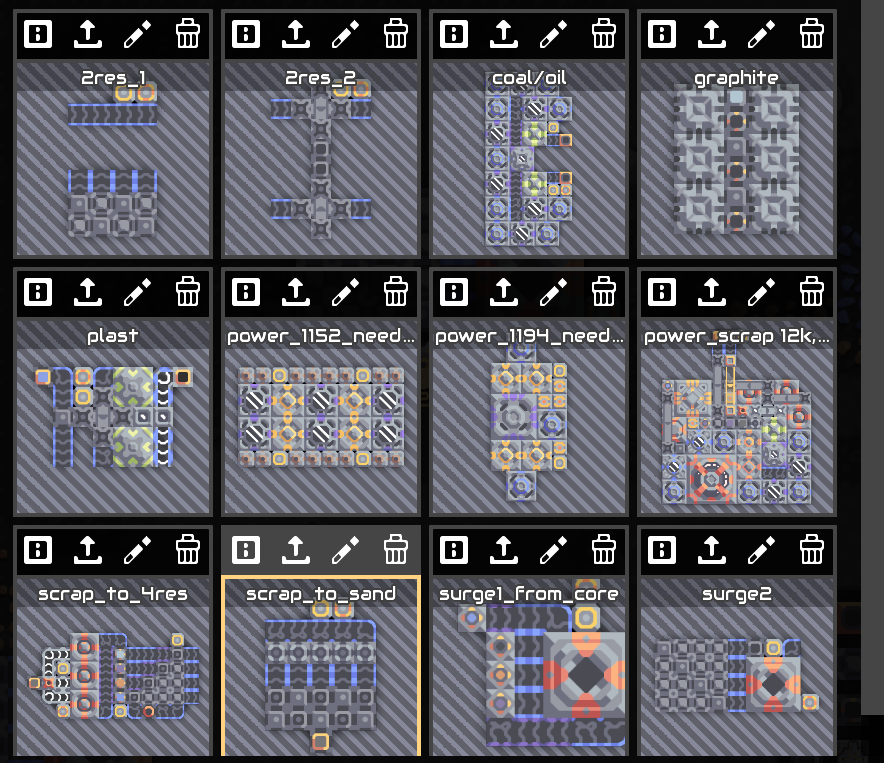 2res_1
2res_2
coal/oil
graphite
plast
power_1152_need...
power_1194_need...
power_scrap 12k,...
scrap_to_4res
scrap_to_sand
surge1_from_core
surge2